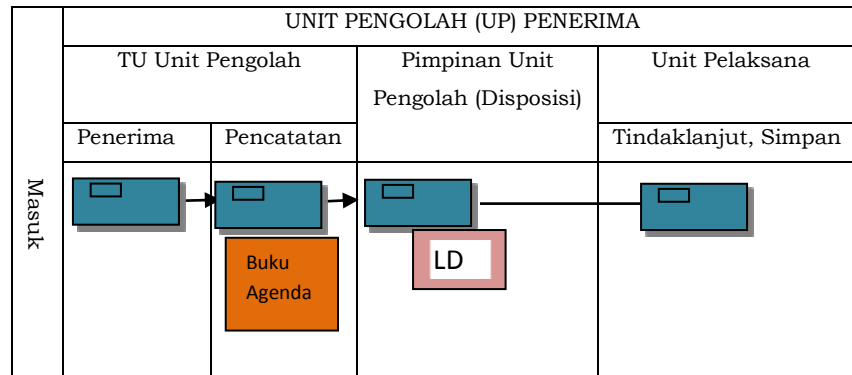 UNIT PENGOLAH (UP) PENERIMA
TU Unit Pengolah
Pimpinan Unit
Pengolah (Disposisi)
Unit Pelaksana
Penerima
Pencatatan
Tindaklanjut, Simpan
Masuk
Buku
Agenda
LD